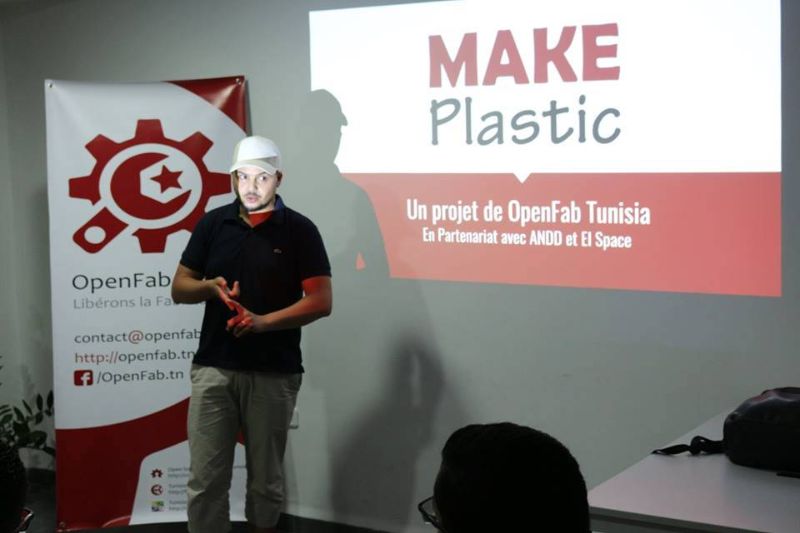 MAKE
Plastic
Un projet de OpenFab Tunisia
En Partenariat avec ANDD et El Space
OpenFab
Libérons la
contact@openfab
http://openfab.tn
/OpenFab.tn